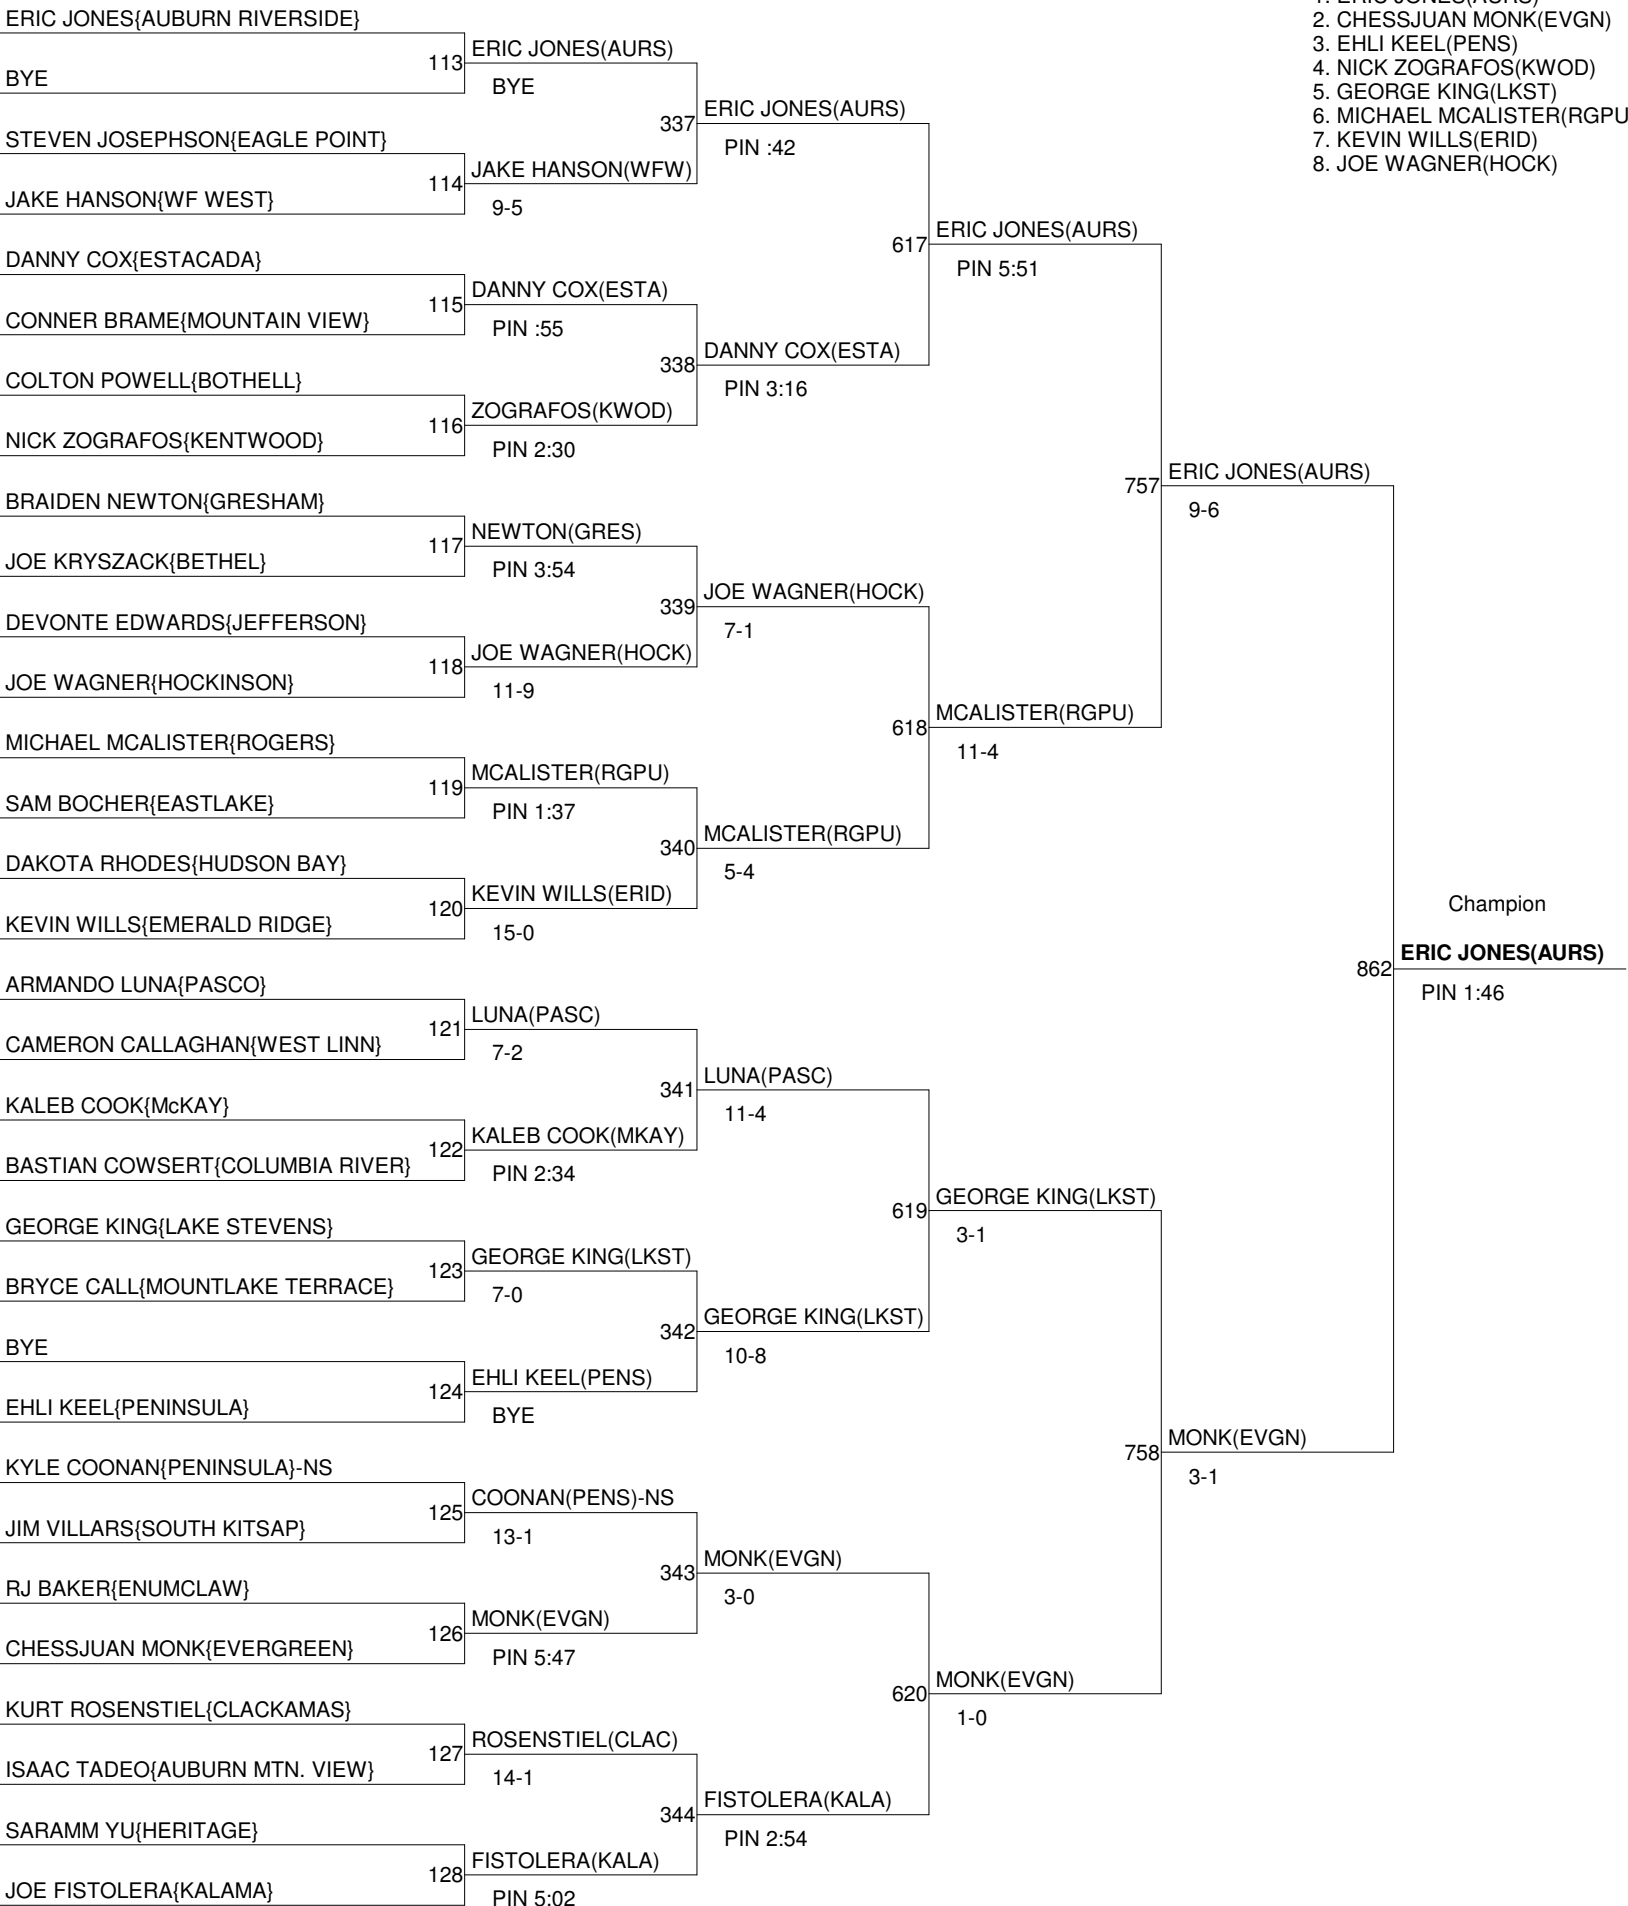 1. ERIC JONES(AURS)
2. CHESSJUAN MONK(EVGN)
3. EHLI KEEL(PENS)
4. NICK ZOGRAFOS(KWOD)
5. GEORGE KING(LKST)
6. MICHAEL MCALISTER(RGPU
7. KEVIN WILLS(ERID)
8. JOE WAGNER(HOCK)
ERIC JONES{AUBURN RIVERSIDE}
BYE
STEVEN JOSEPHSON{EAGLE POINT}
JAKE HANSON{WF WEST}
DANNY COX{ESTACADA}
CONNER BRAME{MOUNTAIN VIEW}
COLTON POWELL{BOTHELL}
NICK ZOGRAFOS{KENTWOOD}
BRAIDEN NEWTON{GRESHAM}
JOE KRYSZACK{BETHEL}
DEVONTE EDWARDS{JEFFERSON}
JOE WAGNER{HOCKINSON}
MICHAEL MCALISTER{ROGERS}
SAM BOCHER{EASTLAKE}
DAKOTA RHODES{HUDSON BAY}
KEVIN WILLS{EMERALD RIDGE}
ARMANDO LUNA{PASCO}
CAMERON CALLAGHAN{WEST LINN}
KALEB COOK{McKAY}
BASTIAN COWSERT{COLUMBIA RIVER}
GEORGE KING{LAKE STEVENS}
BRYCE CALL{MOUNTLAKE TERRACE}
BYE
EHLI KEEL{PENINSULA}
KYLE COONAN{PENINSULA}-NS
JIM VILLARS{SOUTH KITSAP}
RJ BAKER{ENUMCLAW}
CHESSJUAN MONK{EVERGREEN}
KURT ROSENSTIEL{CLACKAMAS}
ISAAC TADEO{AUBURN MTN. VIEW}
SARAMM YU{HERITAGE}
JOE FISTOLERA{KALAMA}
113 ERIC JONES(AURS)
BYE
114 JAKE HANSON(WFW)
9-5
115 DANNY COX(ESTA)
PIN :55
116 ZOGRAFOS(KWOD)
PIN 2:30
117 NEWTON(GRES)
PIN 3:54
118 JOE WAGNER(HOCK)
11-9
119 MCALISTER(RGPU)
PIN 1:37
120 KEVIN WILLS(ERID)
15-0
121 LUNA(PASC)
7-2
122 KALEB COOK(MKAY)
PIN 2:34
123 GEORGE KING(LKST)
7-0
124 EHLI KEEL(PENS)
BYE
125 COONAN(PENS)-NS
13-1
126 MONK(EVGN)
PIN 5:47
127 ROSENSTIEL(CLAC)
14-1
128 FISTOLERA(KALA)
PIN 5:02
337 ERIC JONES(AURS)
PIN :42
338 DANNY COX(ESTA)
PIN 3:16
339 JOE WAGNER(HOCK)
7-1
340 MCALISTER(RGPU)
5-4
341 LUNA(PASC)
11-4
342 GEORGE KING(LKST)
10-8
343 MONK(EVGN)
3-0
344 FISTOLERA(KALA)
PIN 2:54
617 ERIC JONES(AURS)
PIN 5:51
618 MCALISTER(RGPU)
11-4
619 GEORGE KING(LKST)
3-1
620 MONK(EVGN)
1-0
757 ERIC JONES(AURS)
9-6
758 MONK(EVGN)
3-1
Champion
862 ERIC JONES(AURS)
PIN 1:46